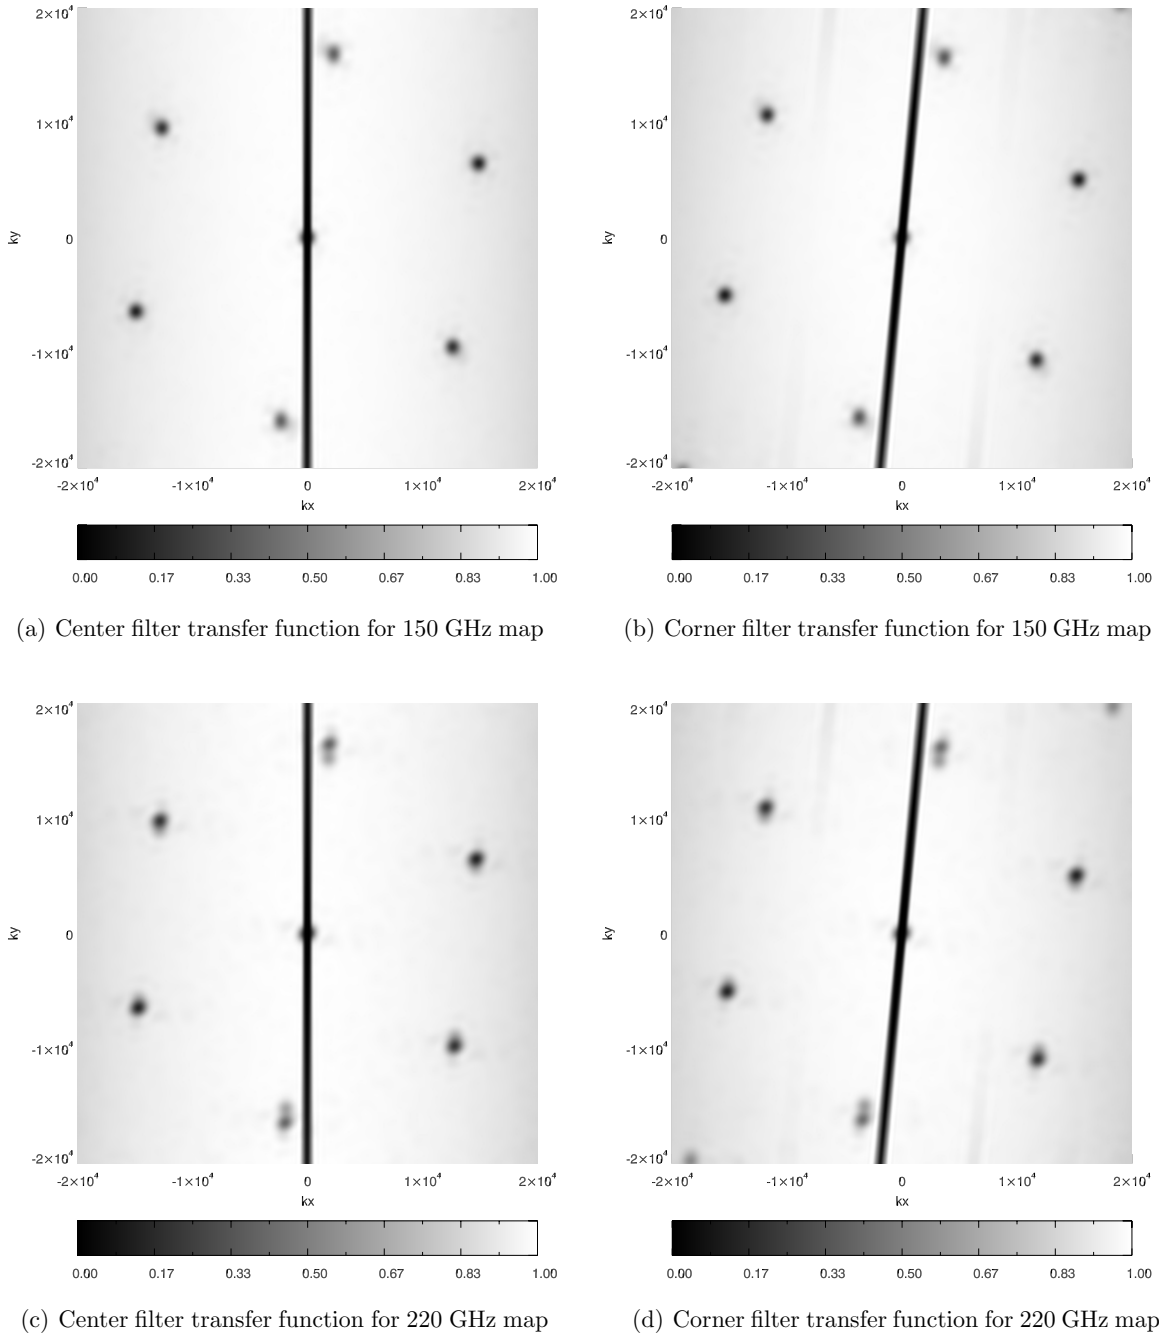 2×10⁴ 2×10⁴
1×10⁴ 1×10⁴
ky 0 ky 0
-1×10⁴ -1×10⁴
-2×10⁴ -2×10⁴
-2×10⁴ -1×10⁴ 0 1×10⁴ 2×10⁴ -2×10⁴ -1×10⁴ 0 1×10⁴ 2×10⁴
kx kx
0.00 0.17 0.33 0.50 0.67 0.83 1.00 0.00 0.17 0.33 0.50 0.67 0.83 1.00
(a) Center filter transfer function for 150 GHz map (b) Corner filter transfer function for 150 GHz map
2×10⁴ 2×10⁴
1×10⁴ 1×10⁴
ky 0 ky 0
-1×10⁴ -1×10⁴
-2×10⁴ -2×10⁴
-2×10⁴ -1×10⁴ 0 1×10⁴ 2×10⁴ -2×10⁴ -1×10⁴ 0 1×10⁴ 2×10⁴
kx kx
0.00 0.17 0.33 0.50 0.67 0.83 1.00 0.00 0.17 0.33 0.50 0.67 0.83 1.00
(c) Center filter transfer function for 220 GHz map (d) Corner filter transfer function for 220 GHz map